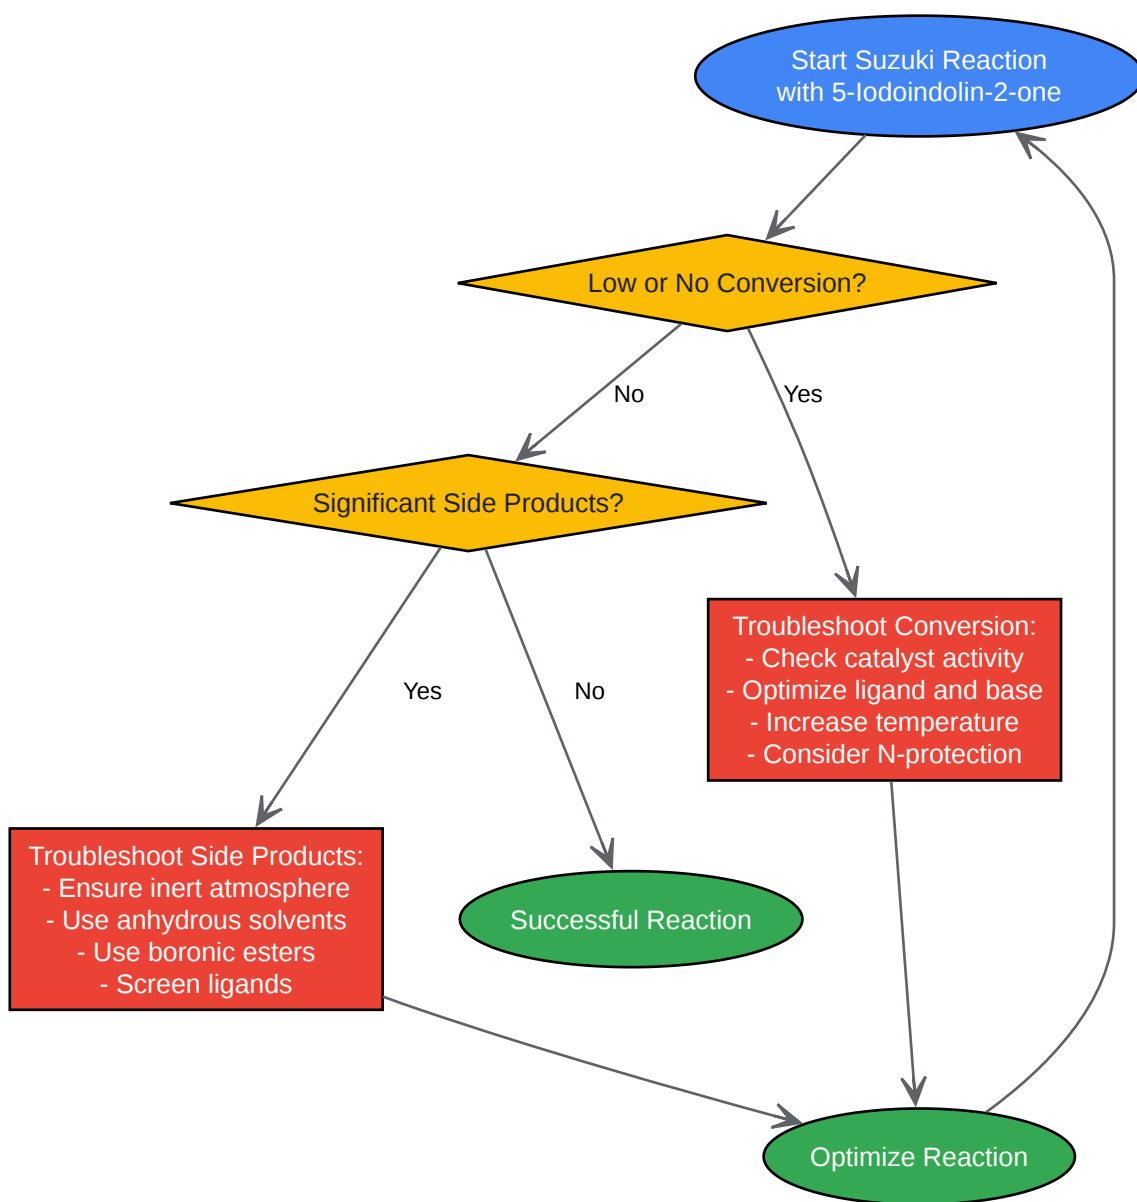 Start Suzuki Reaction
with 5-Iodoindolin-2-one
Low or No Conversion?
No
Yes
Significant Side Products?
Troubleshoot Conversion:
- Check catalyst activity
- Optimize ligand and base
- Increase temperature
- Consider N-protection
Yes
No
Troubleshoot Side Products:
- Ensure inert atmosphere
- Use anhydrous solvents
- Use boronic esters
- Screen ligands
Successful Reaction
Optimize Reaction